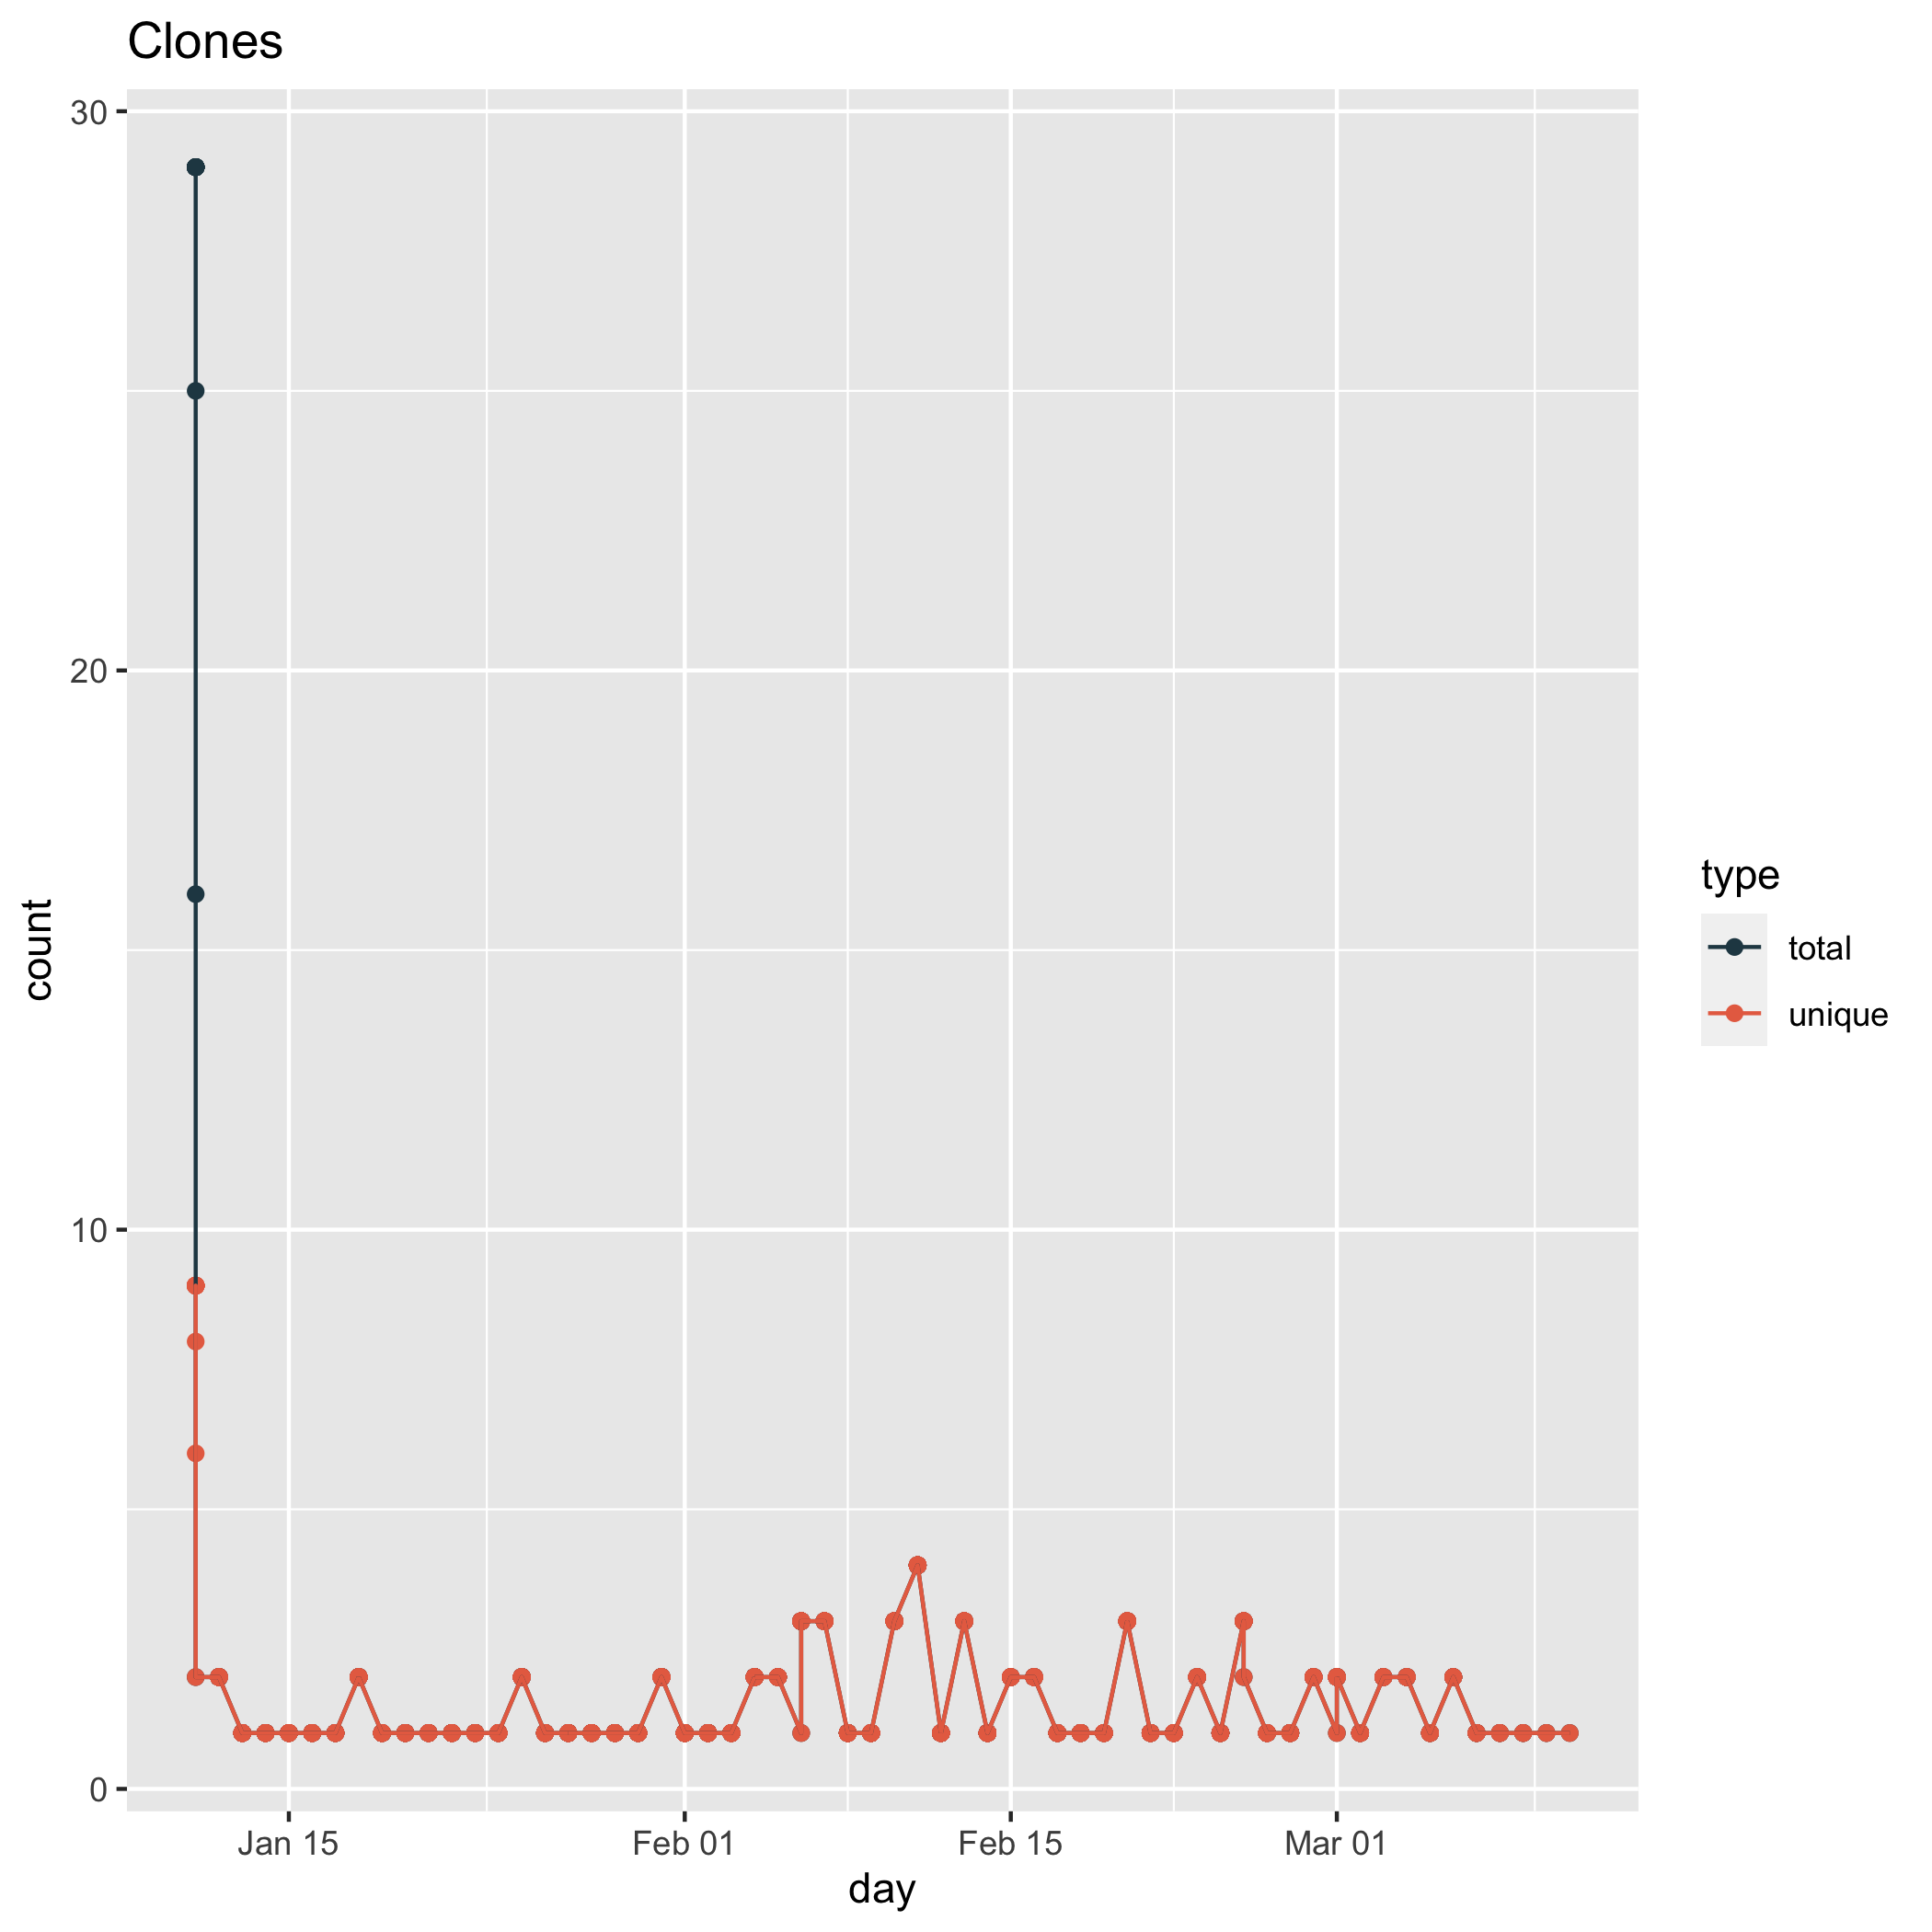 Clones
30
20
10
0
count
Jan 15
Feb 01
Feb 15
Mar 01
day
type
total
unique